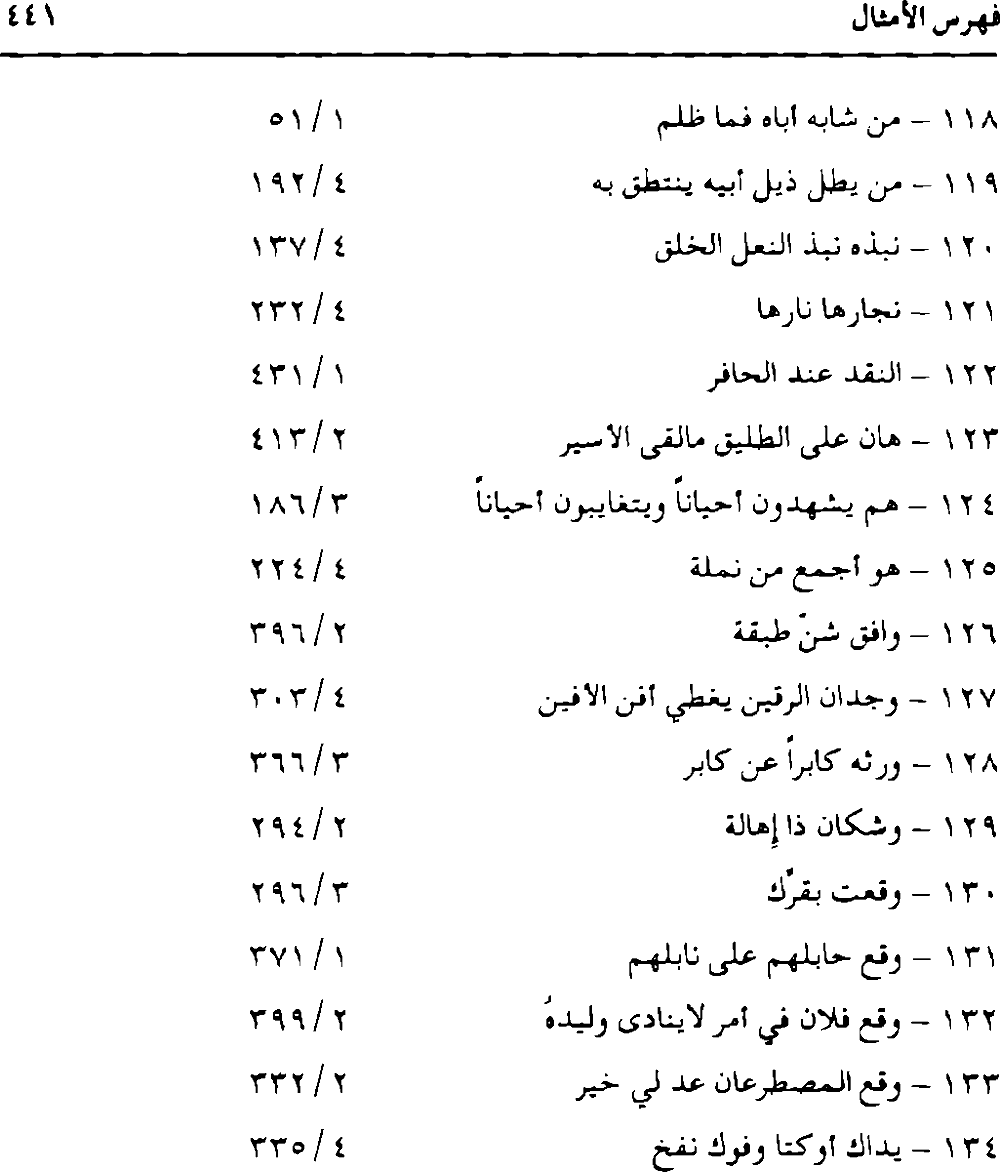 فهرس الأمثال ٤٤١
١١٨ - من شابه أباه فما ظلم ١/ ٥١
١١٩ - من يطل ذيل أبيه ينتطق به ٤/ ١٩٢
١٢٠ - نبذه نبذ النعل الخلق ٤/ ١٣٧
١٢١ - نجارها نارها ٤/ ٢٣٢
١٢٢ - النقد عند الحافر ١/ ٤٣١
١٢٣ - هان على الطليق مالقى الأسير ٢/ ٤١٣
١٢٤ - هم يشهدون أحياناً ويتغايبون أحياناً ٣/ ١٨٦
١٢٥ - هو أجمع من نملة ٤/ ٢٢٤
١٢٦ - وافق شنّ طبقة ٢/ ٣٩٦
١٢٧ - وجدان الرقين يغطي أفن الأفين ٤/ ٣٠٣
١٢٨ - ورثه كابراً عن كابر ٣/ ٣٦٦
١٢٩ - وشكان ذا إهالة ٢/ ٢٩٤
١٣٠ - وقعت بقرّك ٣/ ٢٩٦
١٣١ - وقع حابلهم على نابلهم ١/ ٣٧١
١٣٢ - وقع فلان في أمر لاينادى وليدهُ ٢/ ٣٩٩
١٣٣ - وقع المصطرعان عد لي خير ٢/ ٣٣٢
١٣٤ - يداك أوكتا وفوك نفخ ٤/ ٣٣٥